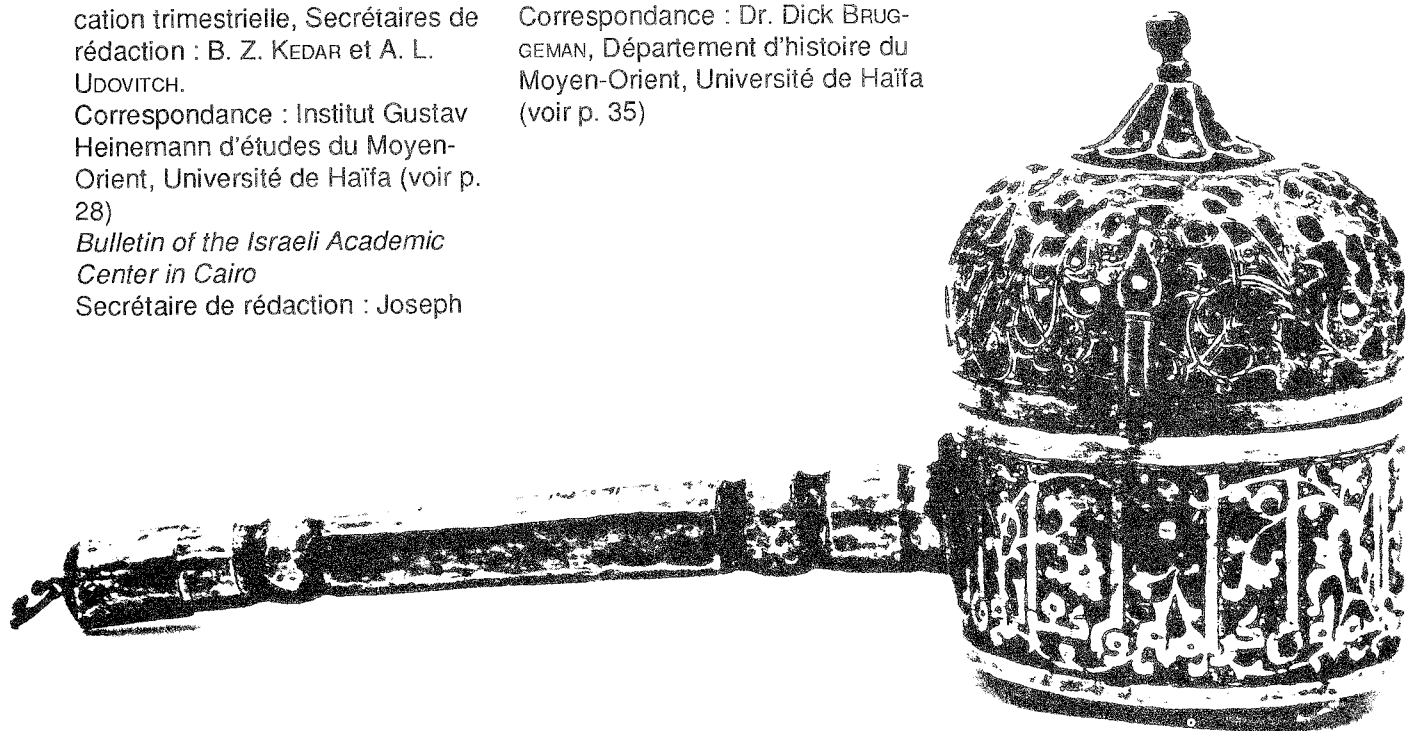 cation trimestrielle, Secrétaires de
rédaction : B. Z. KEDAR et A. L.
UDOVITCH.
Correspondance : Institut Gustav
Heinemann d'études du Moyen-
Orient, Université de Haïfa (voir p.
28)
Bulletin of the Israeli Academic
Center in Cairo
Secrétaire de rédaction : Joseph
Correspondance : Dr. Dick BRUG-
GEMAN, Département d'histoire du
Moyen-Orient, Université de Haïfa
(voir p. 35)